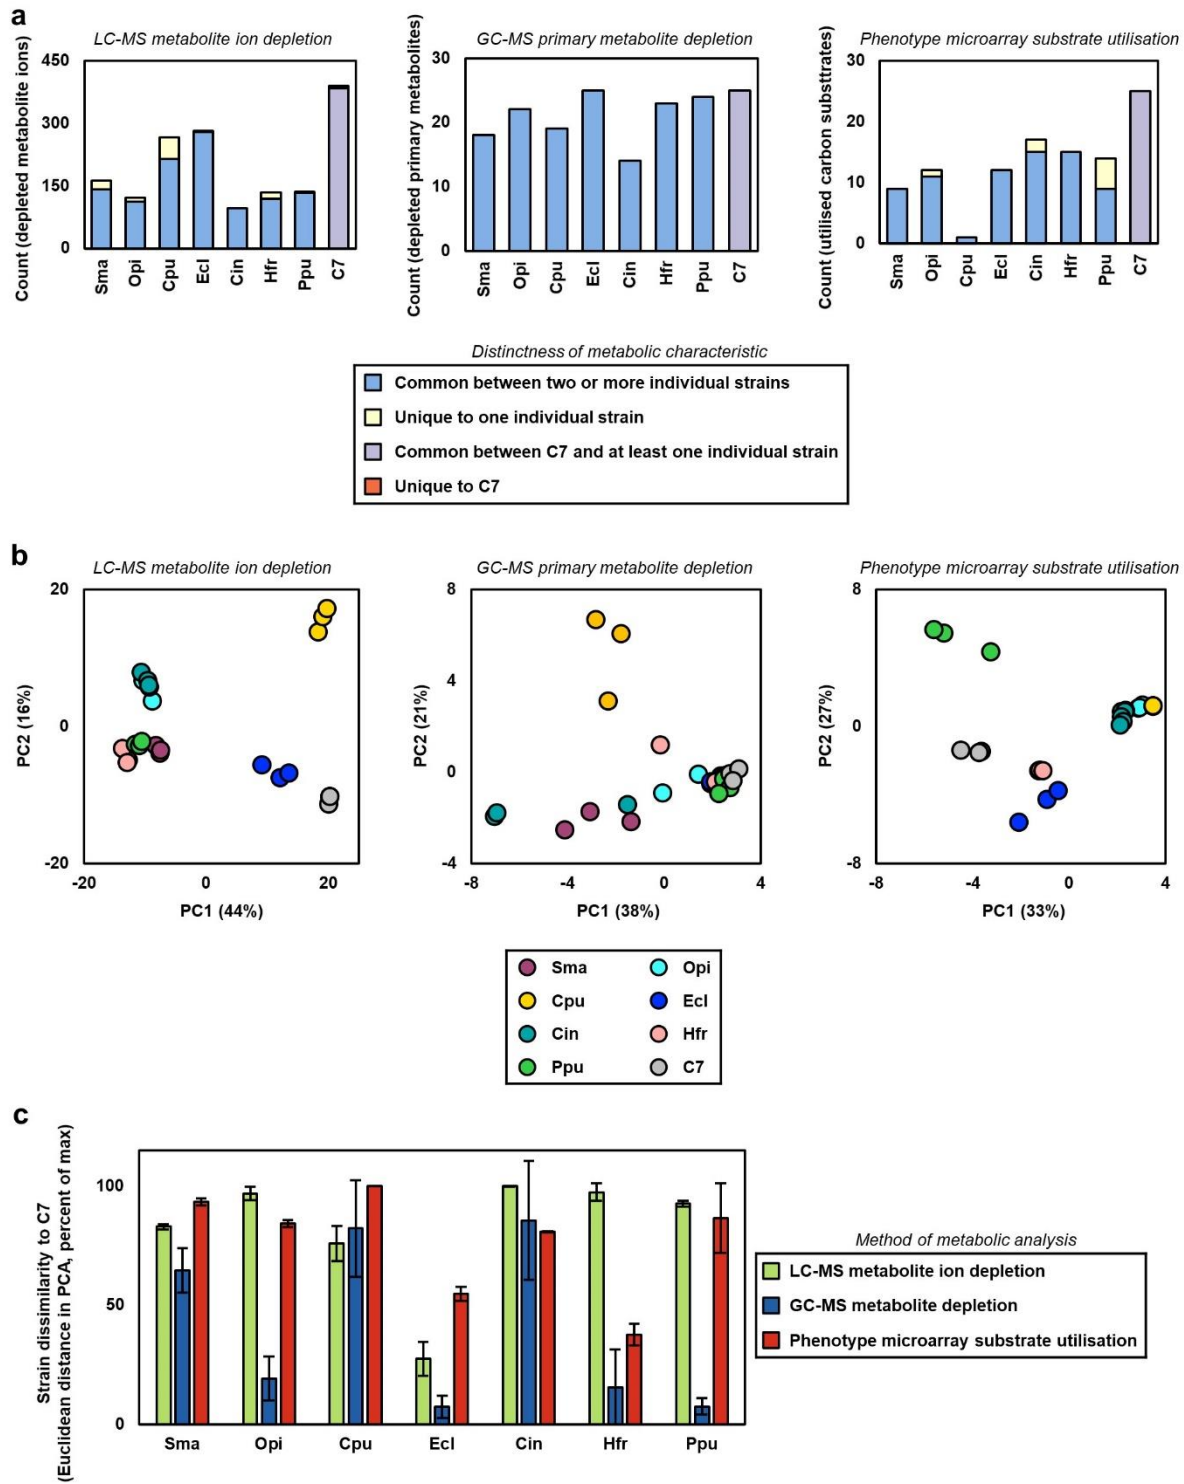 a
LC-MS metabolite ion depletion
Count (depleted metabolite ions)
450
300
150
0
Sma
Opi
Cpu
Ecl
Cin
Hfr
Ppu
C7
GC-MS primary metabolite depletion
Count (depleted primary metabolites)
30
20
10
0
Sma
Opi
Cpu
Ecl
Cin
Hfr
Ppu
C7
Phenotype microarray substrate utilisation
Count (utilised carbon substtrates)
30
20
10
0
Sma
Opi
Cpu
Ecl
Cin
Hfr
Ppu
C7
Distinctness of metabolic characteristic
Common between two or more individual strains
Unique to one individual strain
Common between C7 and at least one individual strain
Unique to C7
b
LC-MS metabolite ion depletion
PC2 (16%)
20
0
-20
-20 0 20
PC1 (44%)
GC-MS primary metabolite depletion
PC2 (21%)
8
4
0
-4
-8 -4 0 4
PC1 (38%)
Phenotype microarray substrate utilisation
PC2 (27%)
8
0
-8
-8 -4 0 4
PC1 (33%)
Sma Opi
Cpu Ecl
Cin Hfr
Ppu C7
c
Strain dissimilarity to C7
(Euclidean distance in PCA, percent of max)
100
50
0
Sma Opi Cpu Ecl Cin Hfr Ppu
Method of metabolic analysis
LC-MS metabolite ion depletion
GC-MS metabolite depletion
Phenotype microarray substrate utilisation